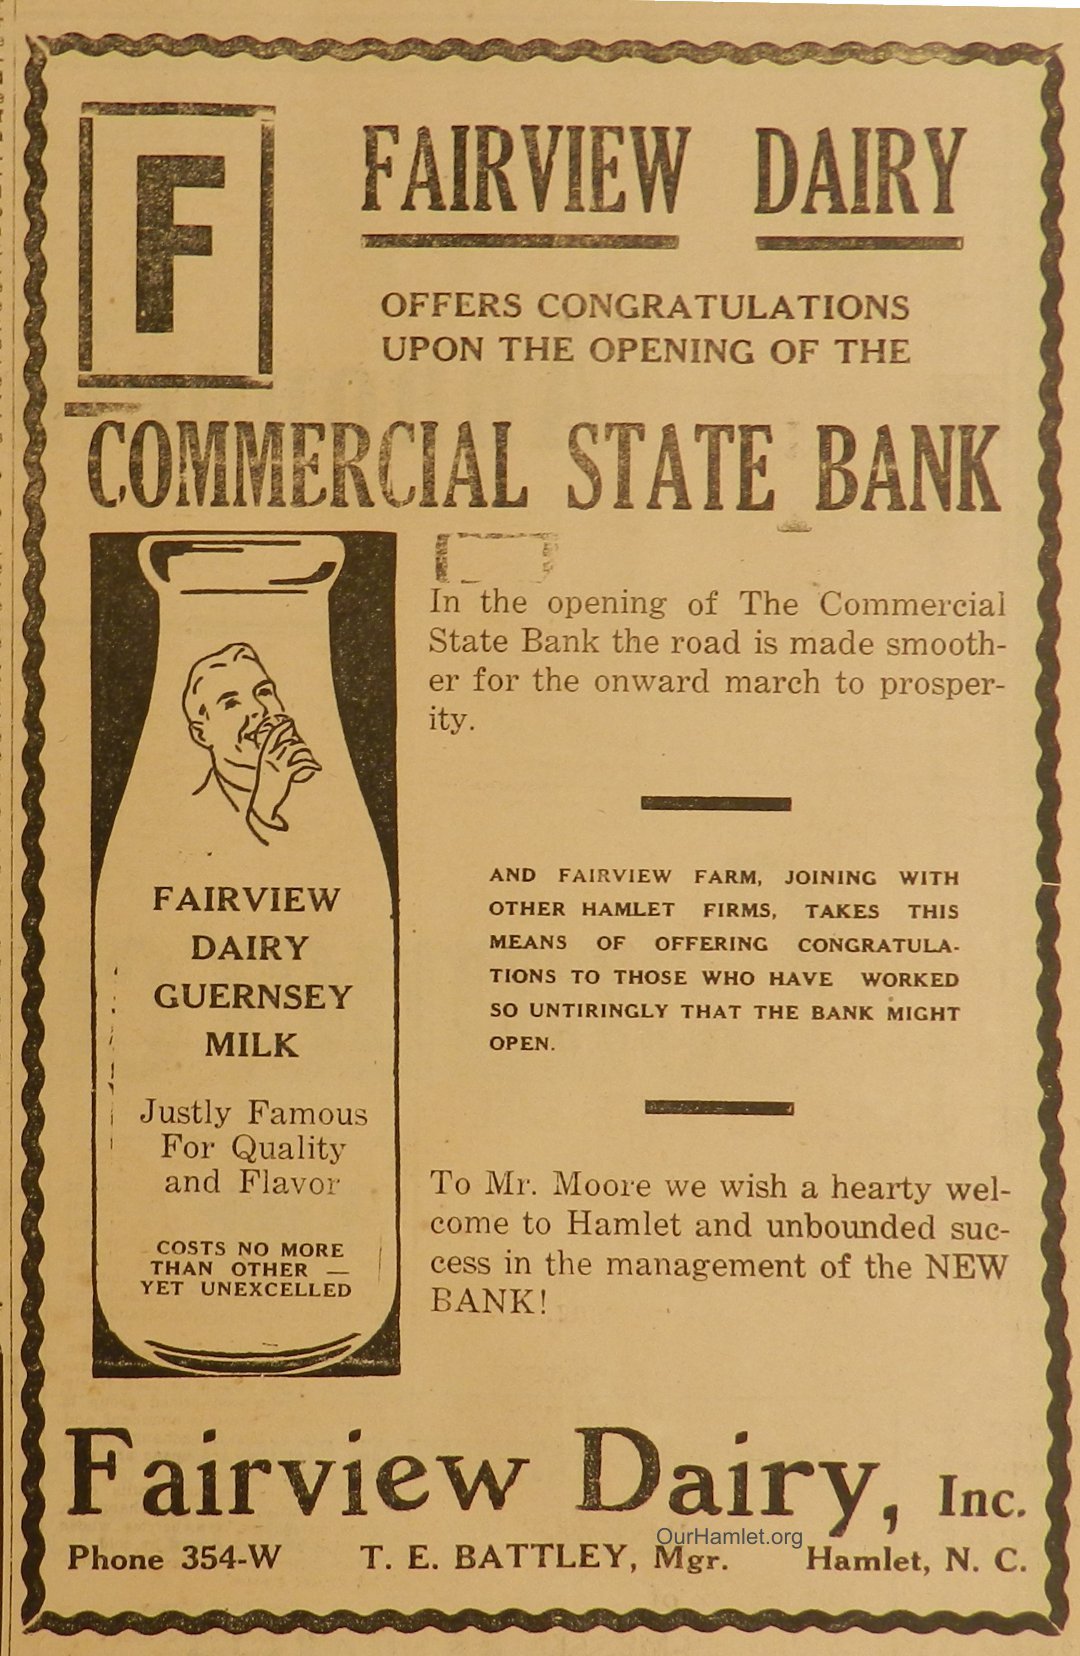 F
FAIRVIEW DAIRY
OFFERS CONGRATULATIONS
UPON THE OPENING OF THE
COMMERCIAL STATE BANK
In the opening of The Commercial
State Bank the road is made smooth-
er for the onward march to prosper-
ity.
AND FAIRVIEW FARM, JOINING WITH
OTHER HAMLET FIRMS, TAKES THIS
MEANS OF OFFERING CONGRATULA-
TIONS TO THOSE WHO HAVE WORKED
SO UNTIRINGLY THAT THE BANK MIGHT
OPEN.
To Mr. Moore we wish a hearty wel-
come to Hamlet and unbounded suc-
cess in the management of the NEW
BANK!
FAIRVIEW
DAIRY
GUERNSEY
MILK
Justly Famous
For Quality
and Flavor
COSTS NO MORE
THAN OTHER —
YET UNEXCELLED
Fairview Dairy, Inc.
OurHamlet.org
Phone 354-W T. E. BATTLEY, Mgr. Hamlet, N. C.